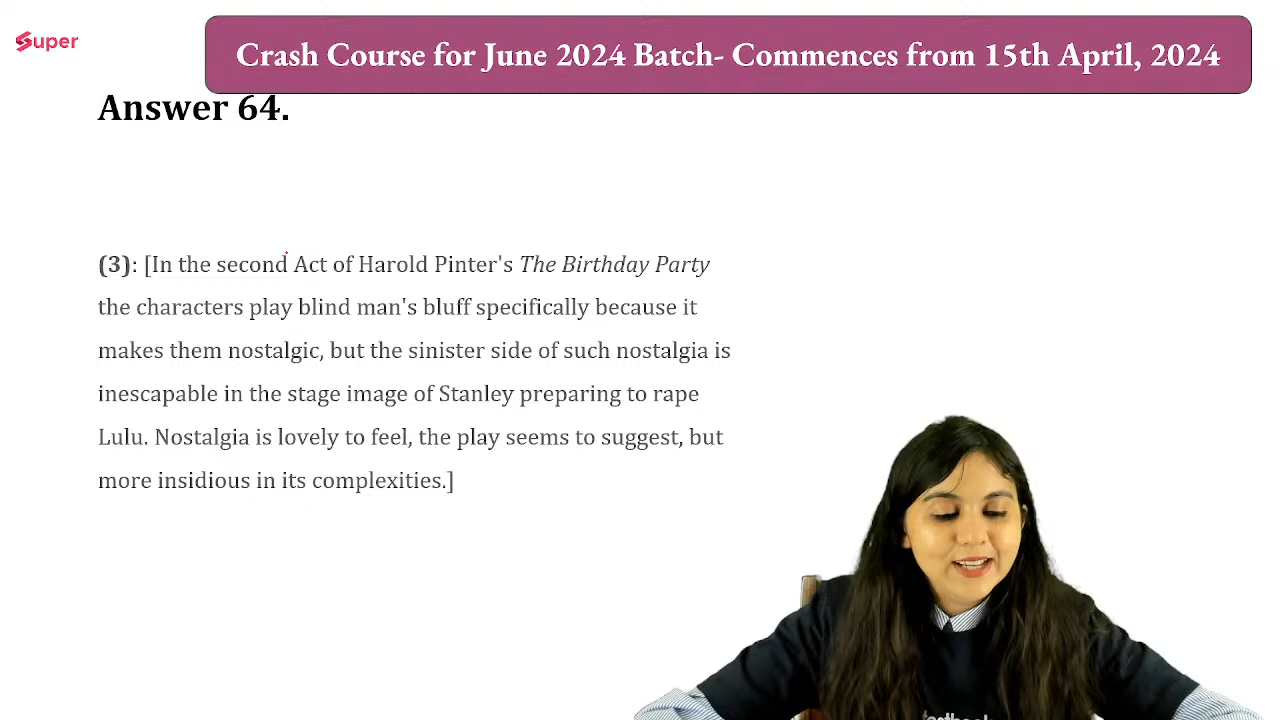 Super
Crash Course for June 2024 Batch- Commences from 15th April, 2024
Answer 64.
(3): [In the second Act of Harold Pinter's The Birthday Party
the characters play blind man's bluff specifically because it
makes them nostalgic, but the sinister side of such nostalgia is
inescapable in the stage image of Stanley preparing to rape
Lulu. Nostalgia is lovely to feel, the play seems to suggest, but
more insidious in its complexities.]